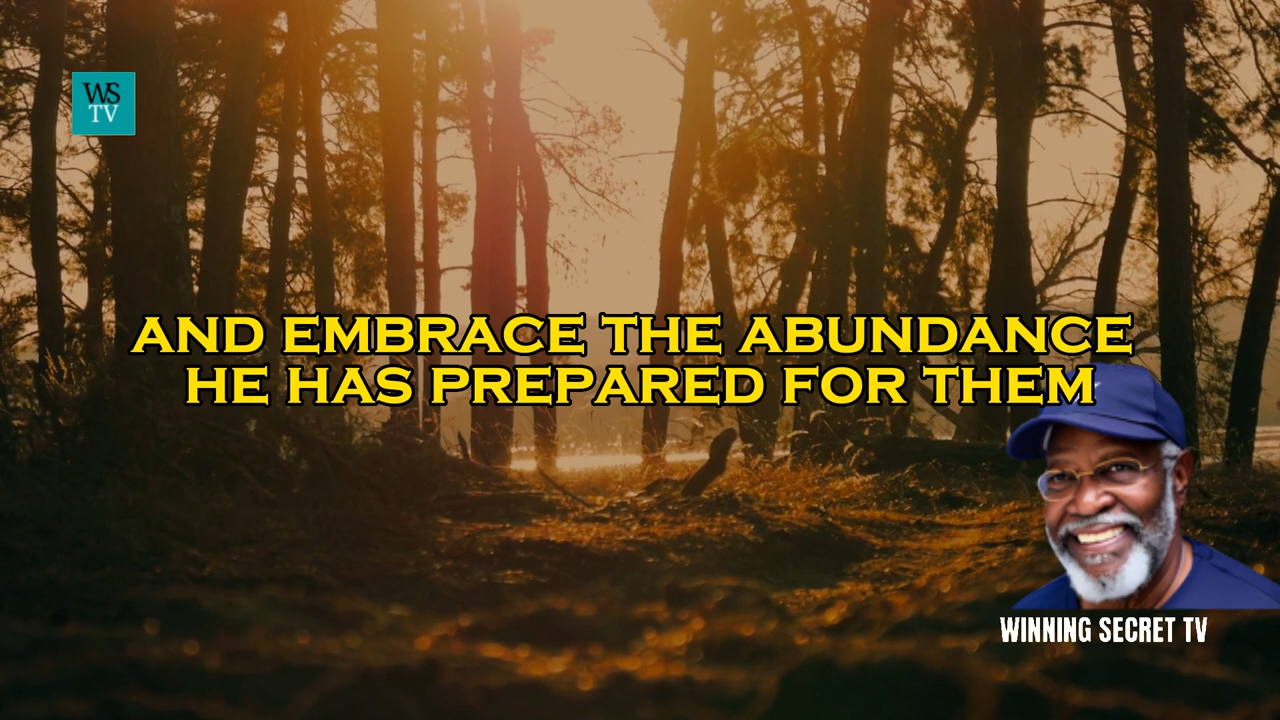 WS
TV
AND EMBRACE THE ABUNDANCE
HE HAS PREPARED FOR THEM
WINNING SECRET TV